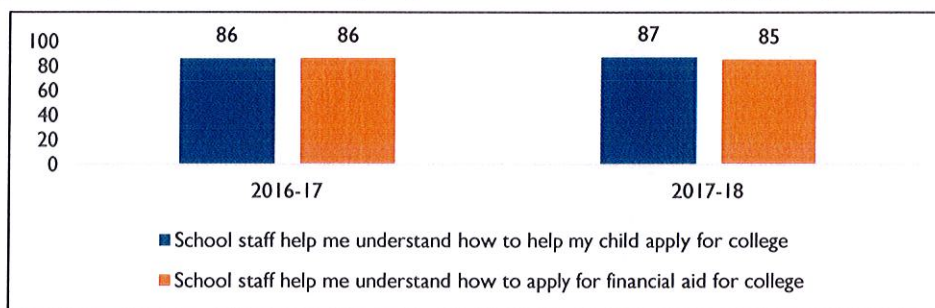 86 86 87 85
100
80
60
40
20
0
2016-17 2017-18
School staff help me understand how to help my child apply for college
School staff help me understand how to apply for financial aid for college